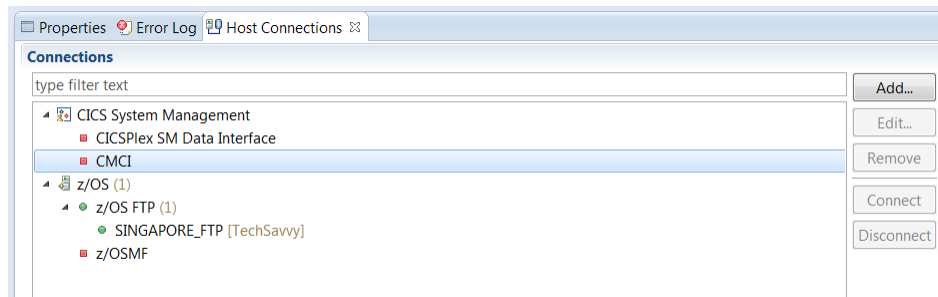 Properties Error Log Host Connections
Connections
type filter text
Add...
CICS System Management
Edit...
CICSPlex SM Data Interface
CMCI
Remove
z/OS (1)
Connect
z/OS FTP (1)
SINGAPORE_FTP [TechSavvy]
Disconnect
z/OSMF